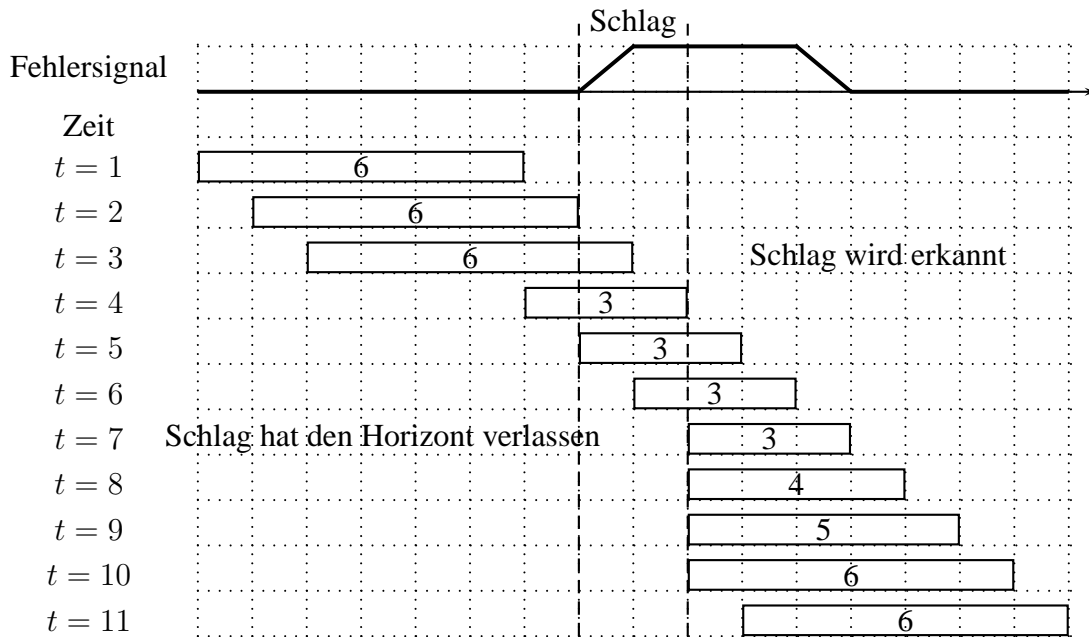 Schlag
Fehlersignal
Zeit
t = 1 6
t = 2 6
t = 3 6 Schlag wird erkannt
t = 4 3
t = 5 3
t = 6 3
t = 7 Schlag hat den Horizont verlassen 3
t = 8 4
t = 9 5
t = 10 6
t = 11 6